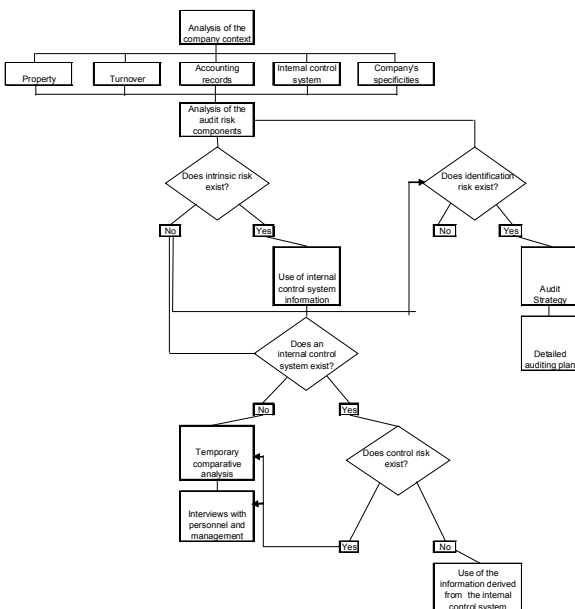 Analysis of the
company context
Property
Turnover
Accounting
records
Internal control
system
Company's
specificities
Analysis of the
audit risk
components
Does intrinsic risk
exist?
Does identification
risk exist?
No
Yes
No
Yes
Use of internal
control system
information
Audit
Strategy
Does an
internal control
system exist?
Detailed
auditing plan
No
Yes
Temporary
comparative
analysis
Does control risk
exist?
Interviews with
personnel and
management
Yes
No
Use of the
information derived
from the internal
control system